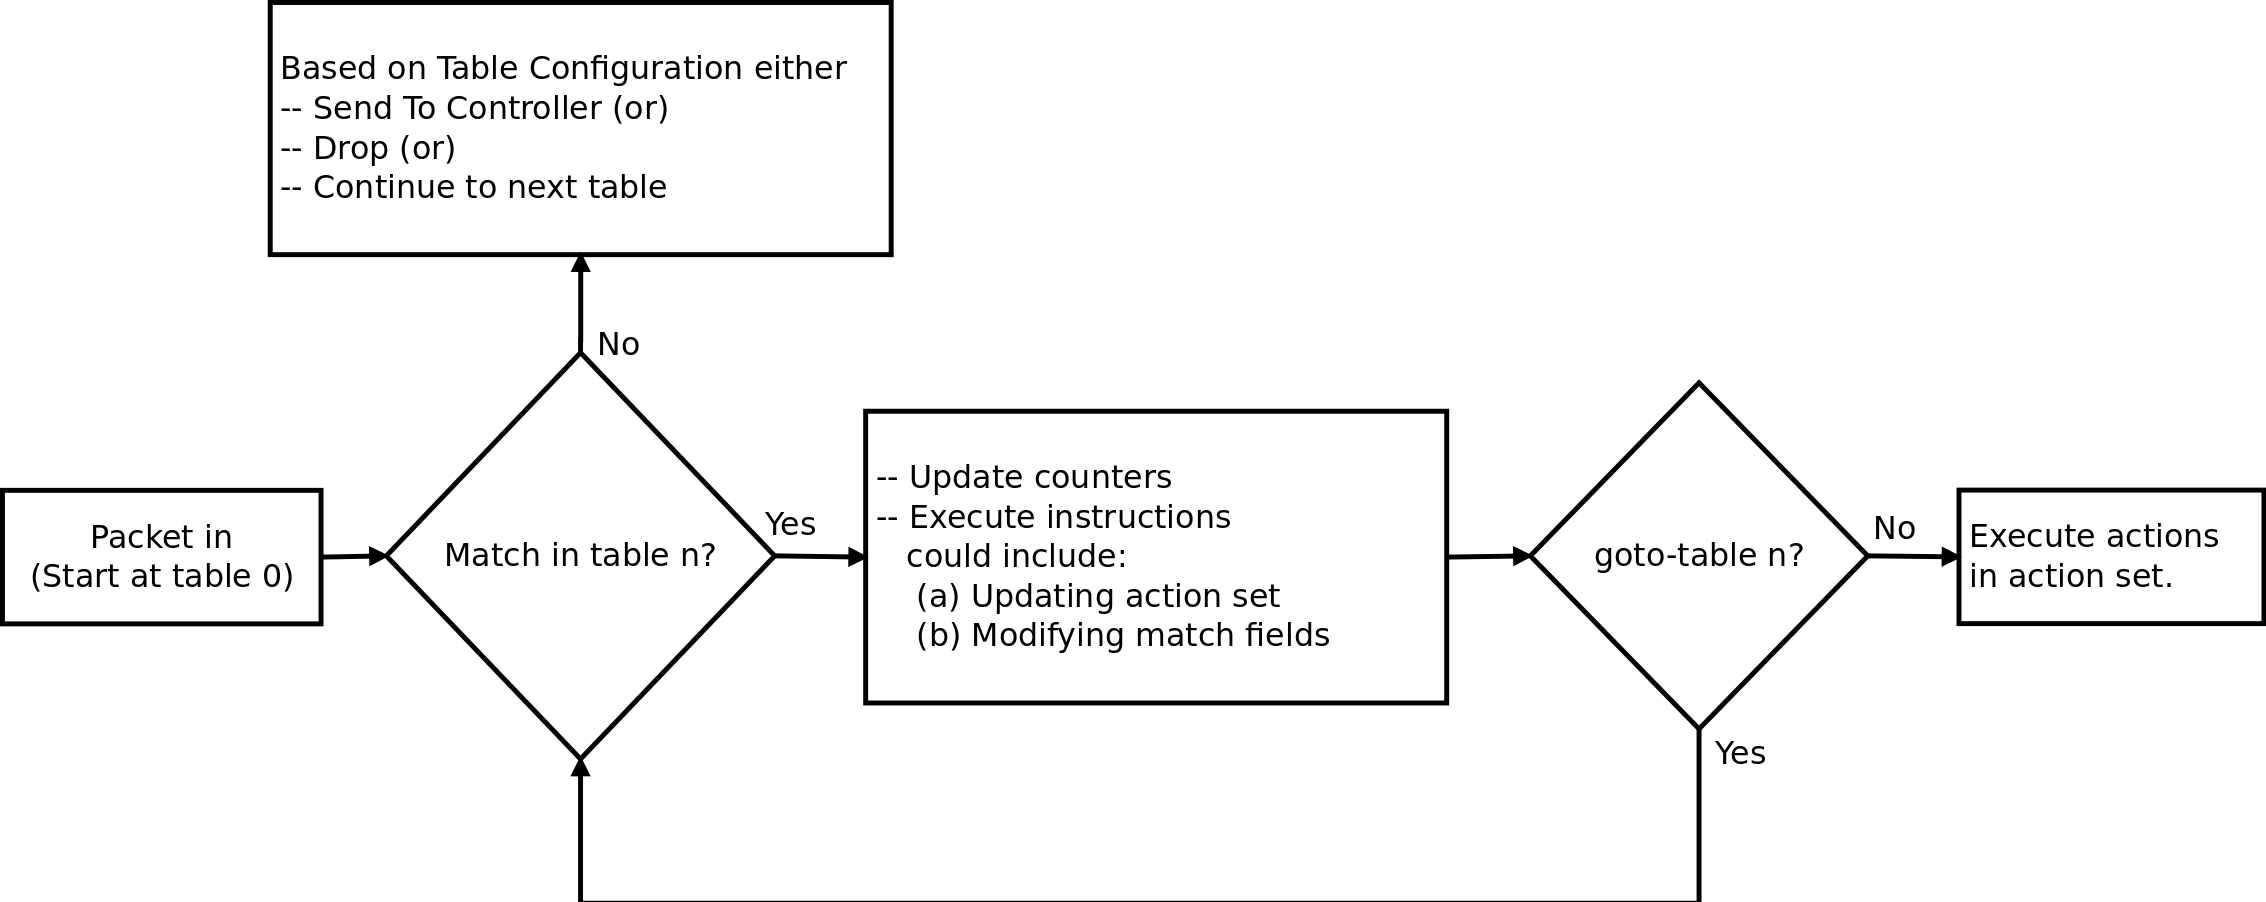 Based on Table Configuration either
-- Send To Controller (or)
-- Drop (or)
-- Continue to next table
No
Packet in
(Start at table 0)
Match in table n?
Yes
-- Update counters
-- Execute instructions
could include:
(a) Updating action set
(b) Modifying match fields
goto-table n?
No
Execute actions
in action set.
Yes